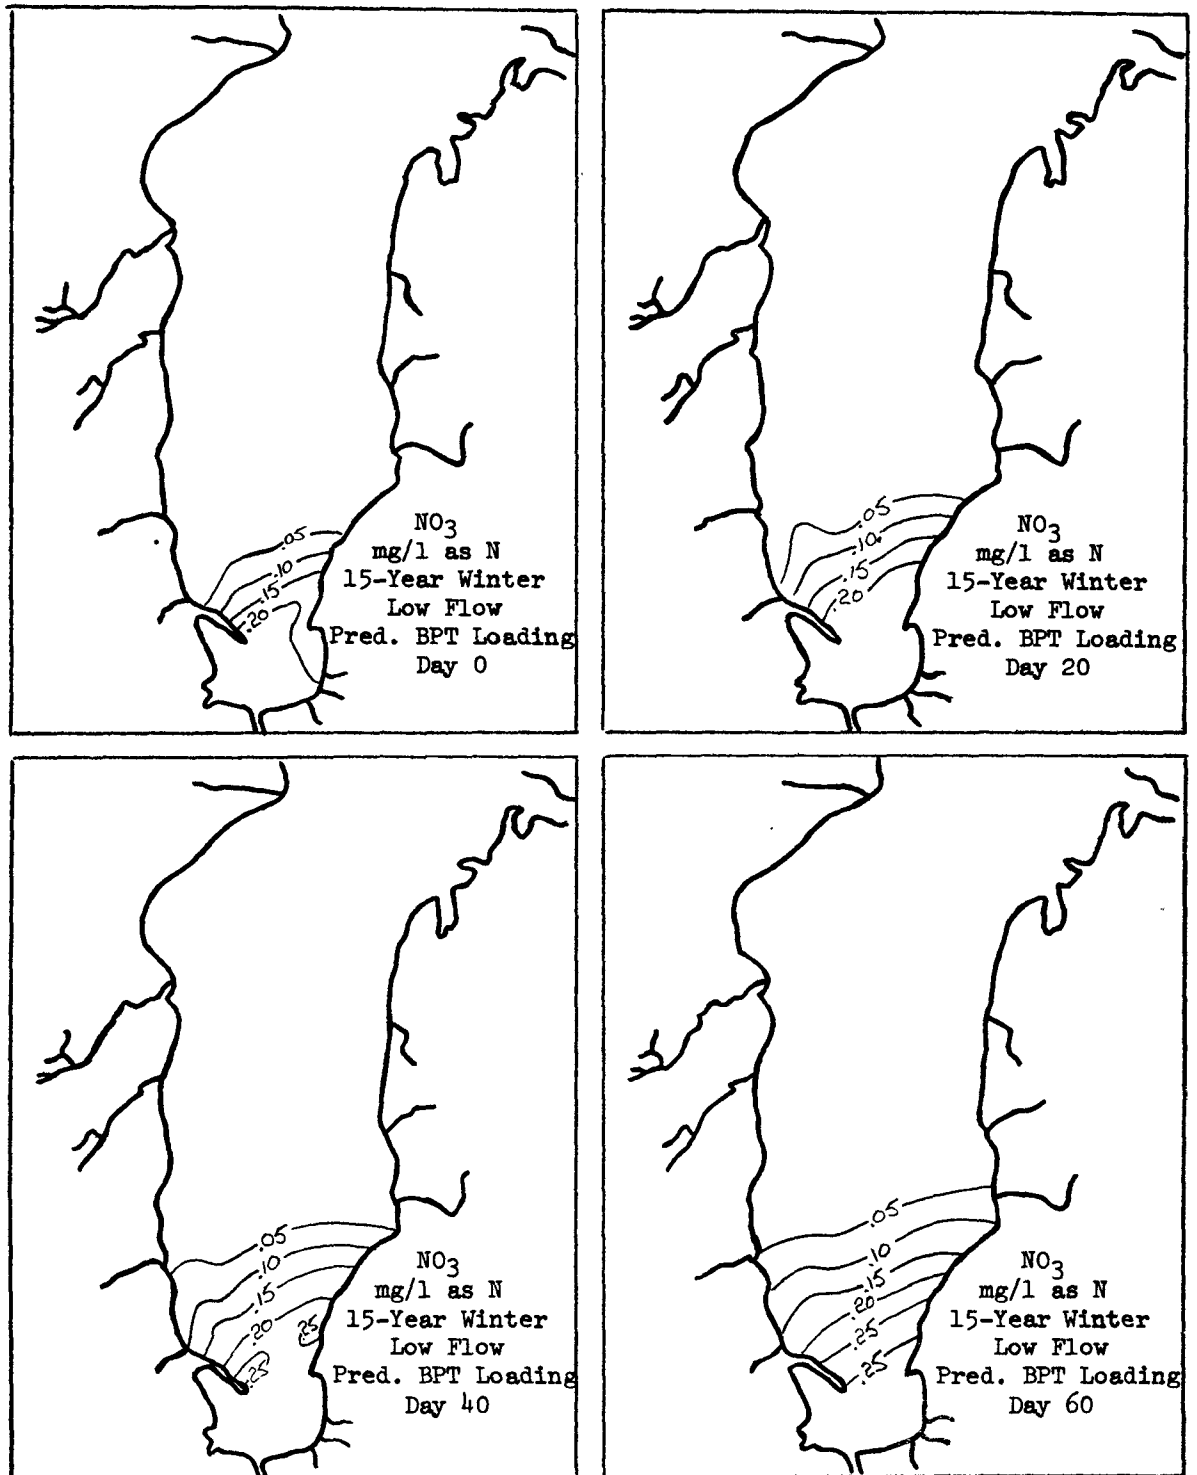 .05
.10
.15
.20
NO3
mg/l as N
15-Year Winter
Low Flow
Pred. BPT Loading
Day 0
.05
.10
.15
.20
NO3
mg/l as N
15-Year Winter
Low Flow
Pred. BPT Loading
Day 20
.05
.10
.15
.20
.25
.25
NO3
mg/l as N
15-Year Winter
Low Flow
Pred. BPT Loading
Day 40
.05
.10
.15
.20
.25
.25
NO3
mg/l as N
15-Year Winter
Low Flow
Pred. BPT Loading
Day 60